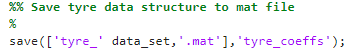 %% Save tyre data structure to mat file
%
save(['tyre_' data_set,'.mat'],'tyre_coeffs');